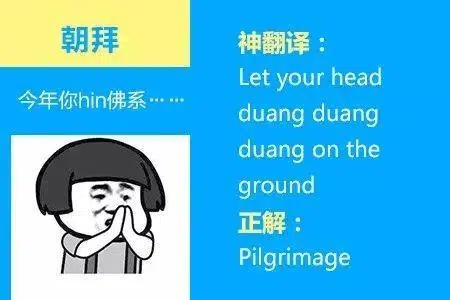 朝拜
今年你hin佛系……
神翻译：
Let your head
duang duang
duang on the
ground
正解：
Pilgrimage